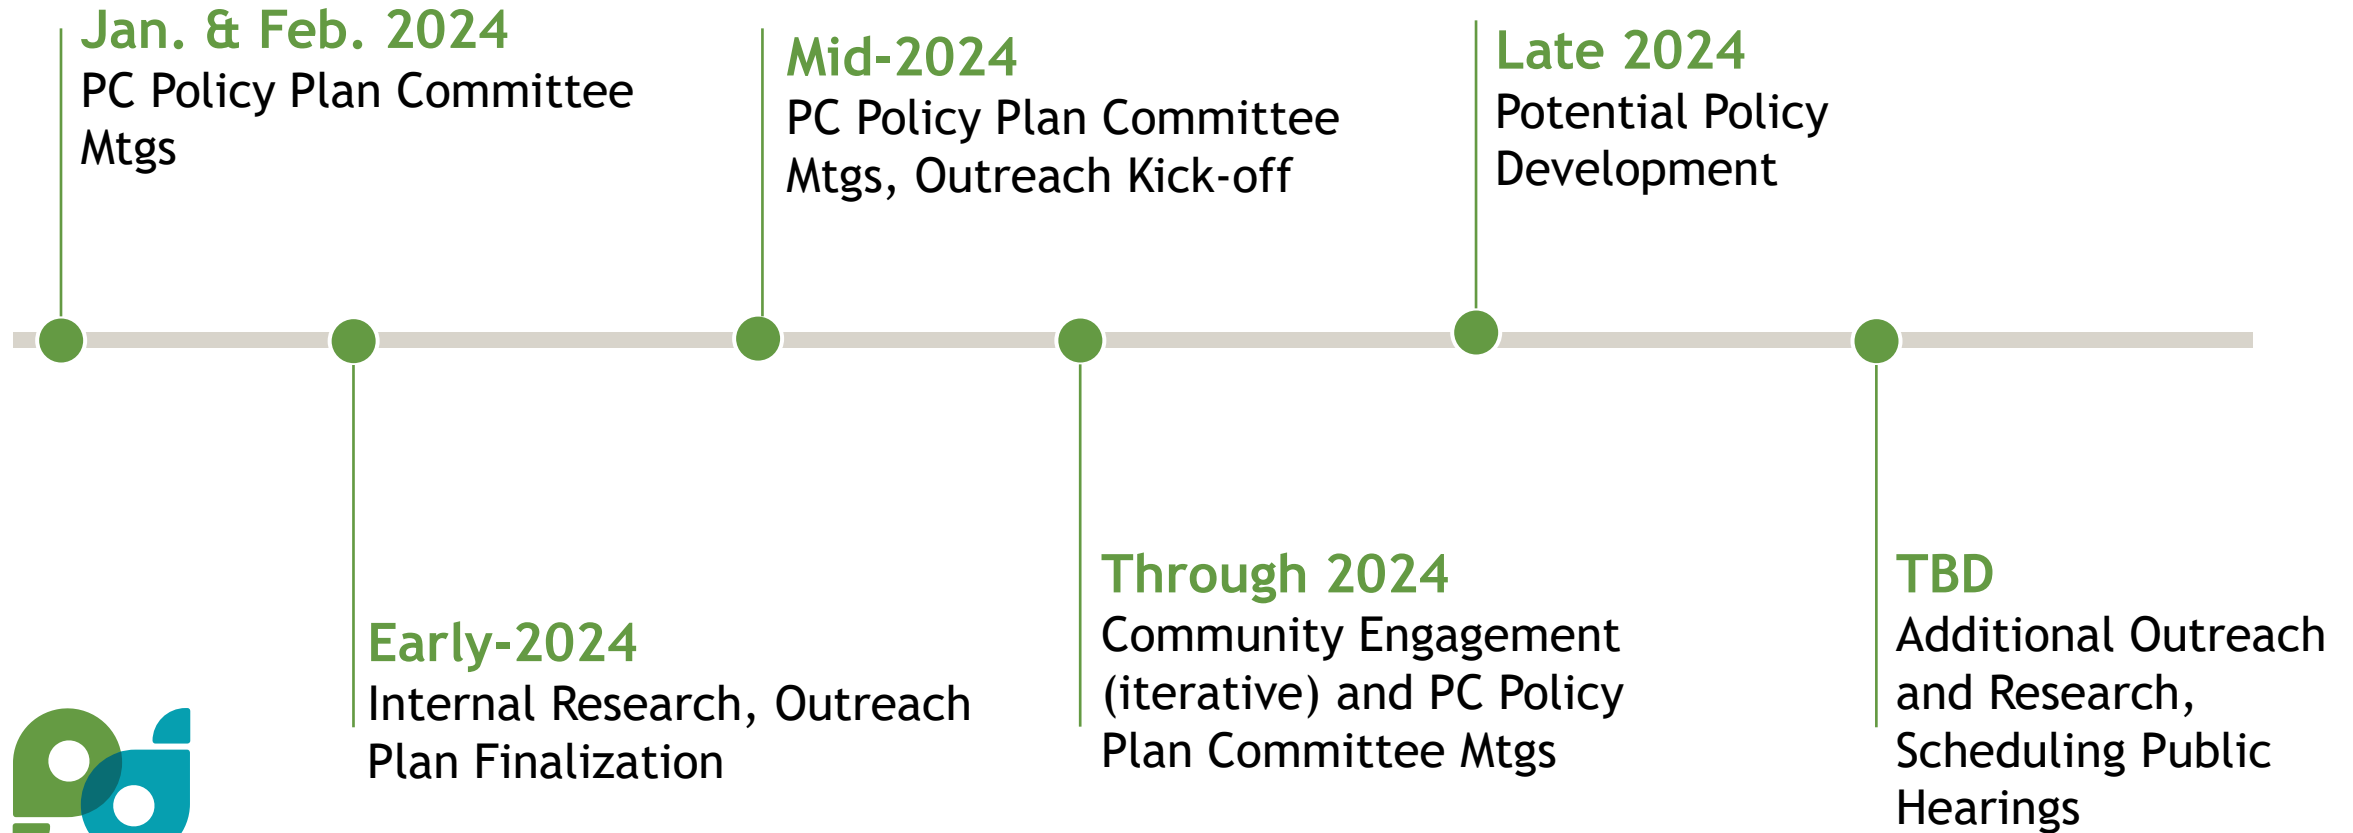 Jan. & Feb. 2024
PC Policy Plan Committee
Mtgs
Early-2024
Internal Research, Outreach
Plan Finalization
Mid-2024
PC Policy Plan Committee
Mtgs, Outreach Kick-off
Through 2024
Community Engagement
(iterative) and PC Policy
Plan Committee Mtgs
Late 2024
Potential Policy
Development
TBD
Additional Outreach
and Research,
Scheduling Public
Hearings